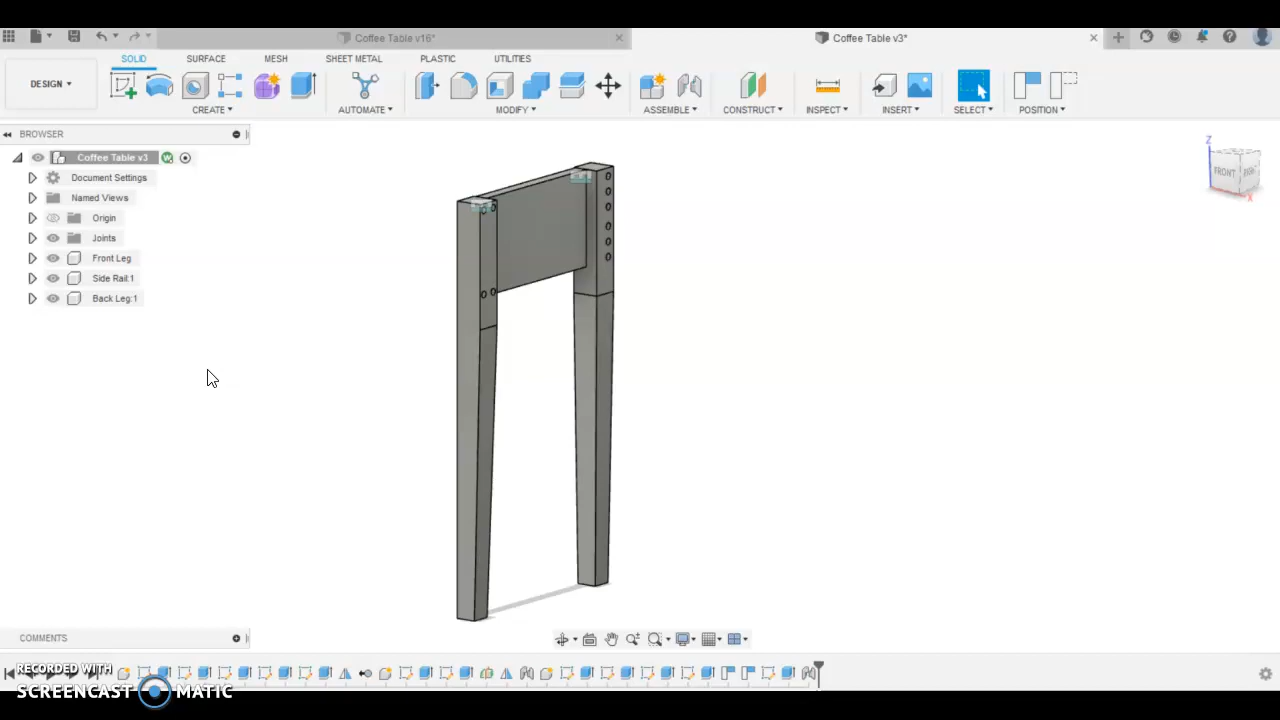 Coffee Table v16*
Coffee Table v3*
SOLID SURFACE MESH SHEET METAL PLASTIC UTILITIES
DESIGN
CREATE AUTOMATE MODIFY ASSEMBLE CONSTRUCT INSPECT INSERT SELECT POSITION
BROWSER
Coffee Table v3
Document Settings
Named Views
Origin
Joints
Front Leg
Side Rail:1
Back Leg:1
Z
FRONT
RIGHT
X
COMMENTS
RECORDED WITH
SCREENCAST MATIC